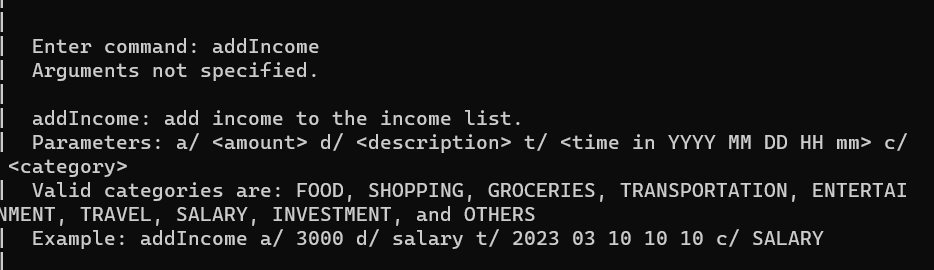 Enter command: addIncome
Arguments not specified.
addIncome: add income to the income list.
Parameters: a/ <amount> d/ <description> t/ <time in YYYY MM DD HH mm> c/
<category>
Valid categories are: FOOD, SHOPPING, GROCERIES, TRANSPORTATION, ENTERTAI
NMENT, TRAVEL, SALARY, INVESTMENT, and OTHERS
Example: addIncome a/ 3000 d/ salary t/ 2023 03 10 10 10 c/ SALARY